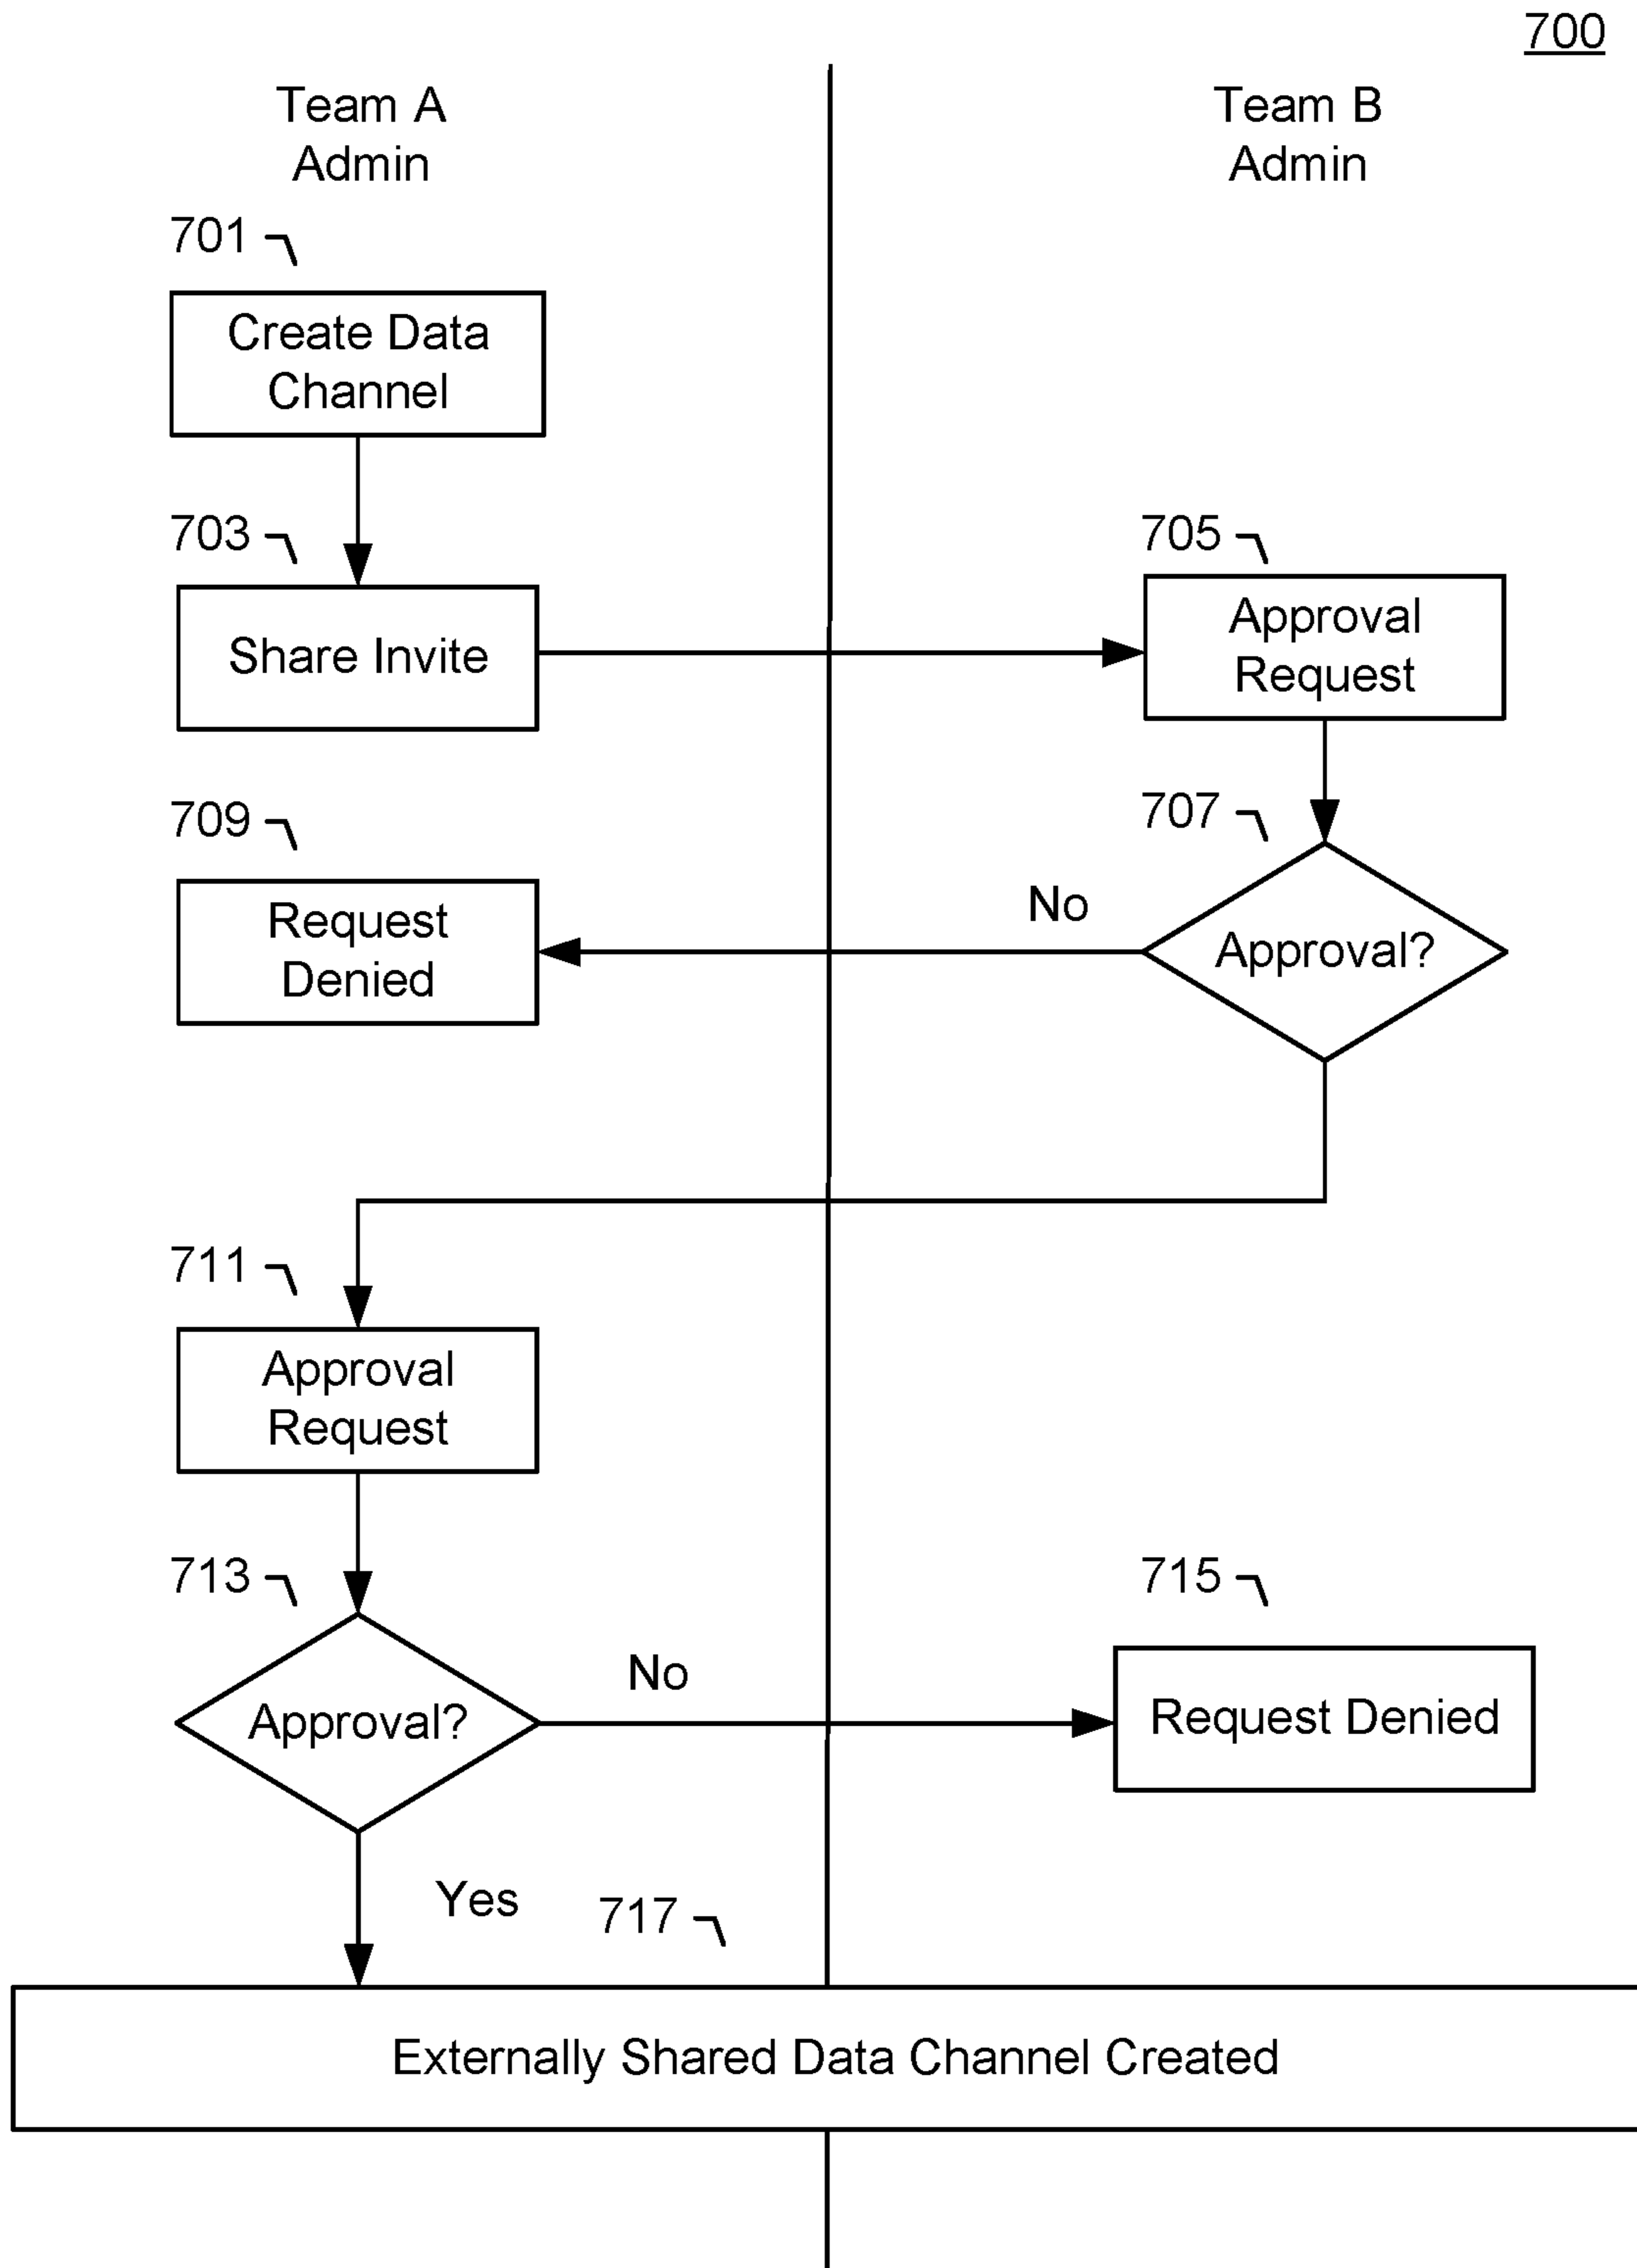 700
Team A
Admin
Team B
Admin
701
Create Data
Channel
703
Share Invite
705
Approval
Request
709
Request
Denied
707
No
Approval?
711
Approval
Request
713
Approval?
No
715
Request Denied
Yes
717
Externally Shared Data Channel Created